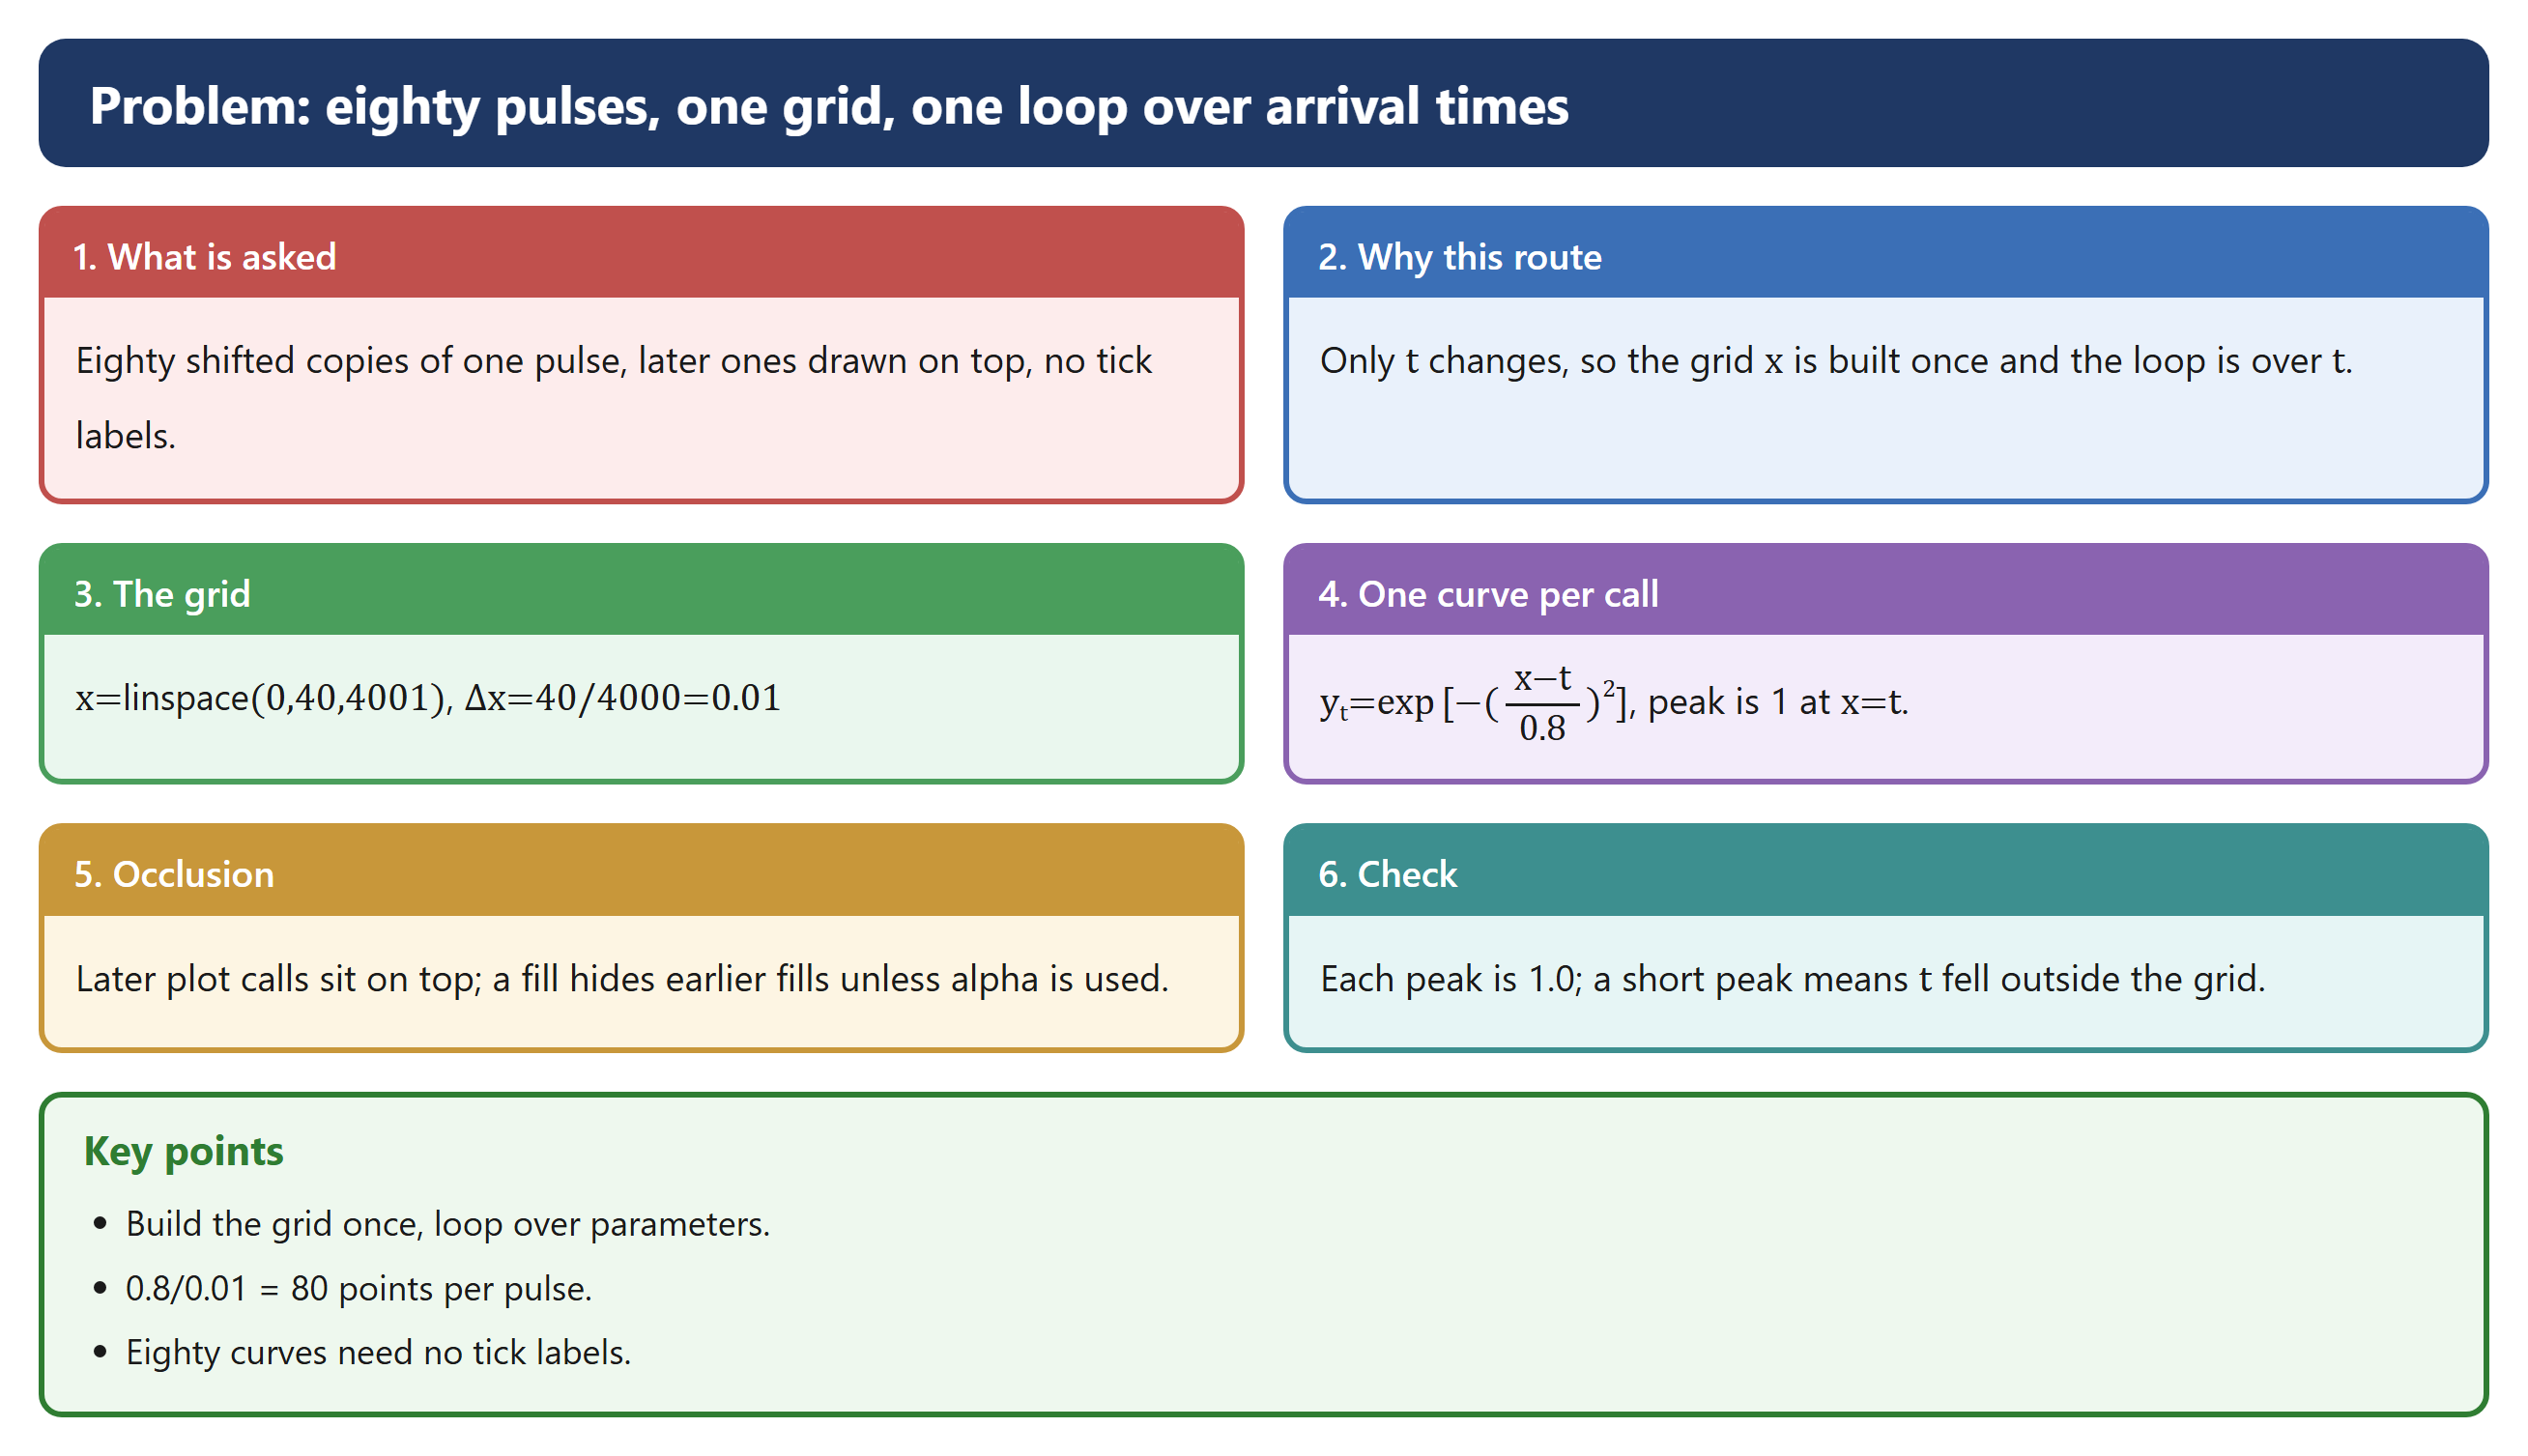 Problem: eighty pulses, one grid, one loop over arrival times
1. What is asked
Eighty shifted copies of one pulse, later ones drawn on top, no tick
labels.
2. Why this route
Only t changes, so the grid x is built once and the loop is over t.
3. The grid
x=linspace(0,40,4001), Δx=40/4000=0.01
4. One curve per call
y_t=exp [−(\frac{x−t}{0.8})^2], peak is 1 at x=t.
5. Occlusion
Later plot calls sit on top; a fill hides earlier fills unless alpha is used.
6. Check
Each peak is 1.0; a short peak means t fell outside the grid.
Key points
• Build the grid once, loop over parameters.
• 0.8/0.01 = 80 points per pulse.
• Eighty curves need no tick labels.